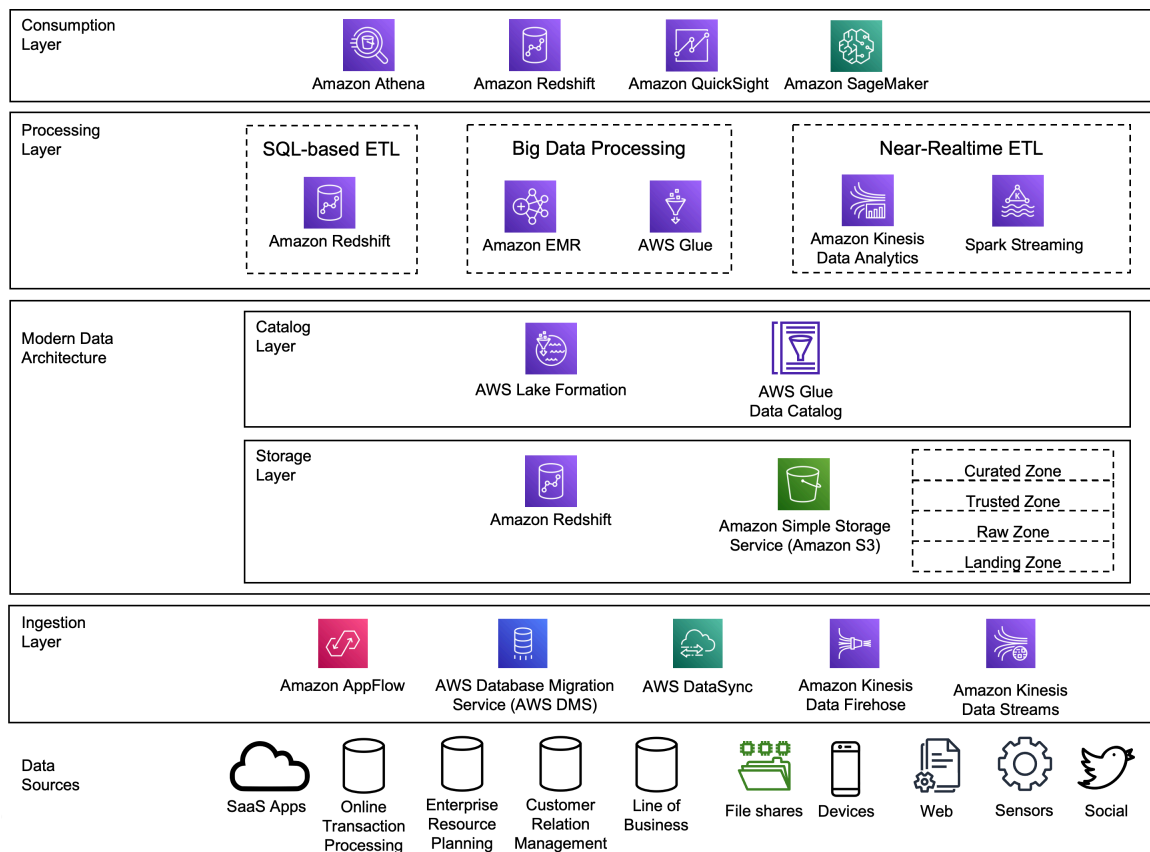 Consumption
Layer
Amazon Athena
Amazon Redshift
Amazon QuickSight
Amazon SageMaker
Processing
Layer
SQL-based ETL
Amazon Redshift
Big Data Processing
Amazon EMR
AWS Glue
Near-Realtime ETL
Amazon Kinesis
Data Analytics
K
Spark Streaming
Modern Data
Architecture
Catalog
Layer
AWS Lake Formation
AWS Glue
Data Catalog
Storage
Layer
Amazon Redshift
Amazon Simple Storage
Service (Amazon S3)
Curated Zone
Trusted Zone
Raw Zone
Landing Zone
Ingestion
Layer
Amazon AppFlow
AWS Database Migration
Service (AWS DMS)
AWS DataSync
Amazon Kinesis
Data Firehose
Amazon Kinesis
Data Streams
Data
Sources
SaaS Apps
Online
Transaction
Processing
Enterprise
Resource
Planning
Customer
Relation
Management
Line of
Business
File shares
Devices
Web
Sensors
Social